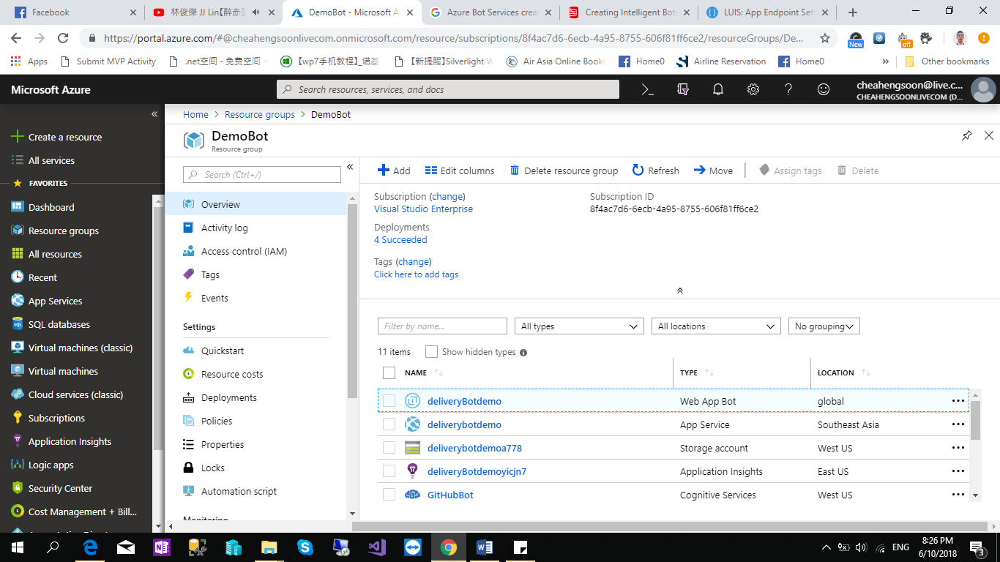 Facebook
林俊傑 JJ Lin【醉赤
DemoBot - Microsoft A
Azure Bot Services crea
Creating Intelligent Bot
LUIS: App Endpoint Set
https://portal.azure.com/#@cheahengsoonlivecom.onmicrosoft.com/resource/subscriptions/8f4ac7d6-6ecb-4a95-8755-606f81ff6ce2/resourceGroups/De...
New
off
Apps
Submit MVP Activity
.net空间 - 免费空间 -
【wp7手机教程】_诺基
【新提醒】Silverlight W
Air Asia Online Booki
Home0
Airline Reservation
Home0
Other bookmarks
Microsoft Azure
Search resources, services, and docs
cheahengsoon@live.c...
CHEAHENGSOONLIVECOM (D...
Create a resource
All services
FAVORITES
Dashboard
Resource groups
All resources
Recent
App Services
SQL databases
Virtual machines (classic)
Virtual machines
Cloud services (classic)
Subscriptions
Application Insights
Logic apps
Security Center
Cost Management + Bill...
Home > Resource groups > DemoBot
DemoBot
Resource group
Search (Ctrl+/)
Overview
Activity log
Access control (IAM)
Tags
Events
Settings
Quickstart
Resource costs
Deployments
Policies
Properties
Locks
Automation script
Monitoring
Add
Edit columns
Delete resource group
Refresh
Move
Assign tags
Delete
Subscription (change)
Visual Studio Enterprise
Subscription ID
8f4ac7d6-6ecb-4a95-8755-606f81ff6ce2
Deployments
4 Succeeded
Tags (change)
Click here to add tags
Filter by name...
All types
All locations
No grouping
11 items
Show hidden types
NAME TYPE LOCATION
deliveryBotdemo Web App Bot global
deliverybotdemo App Service Southeast Asia
deliverybotdemoa778 Storage account West US
deliveryBotdemoyicjn7 Application Insights East US
GitHubBot Cognitive Services West US
ENG
8:26 PM
6/10/2018
3